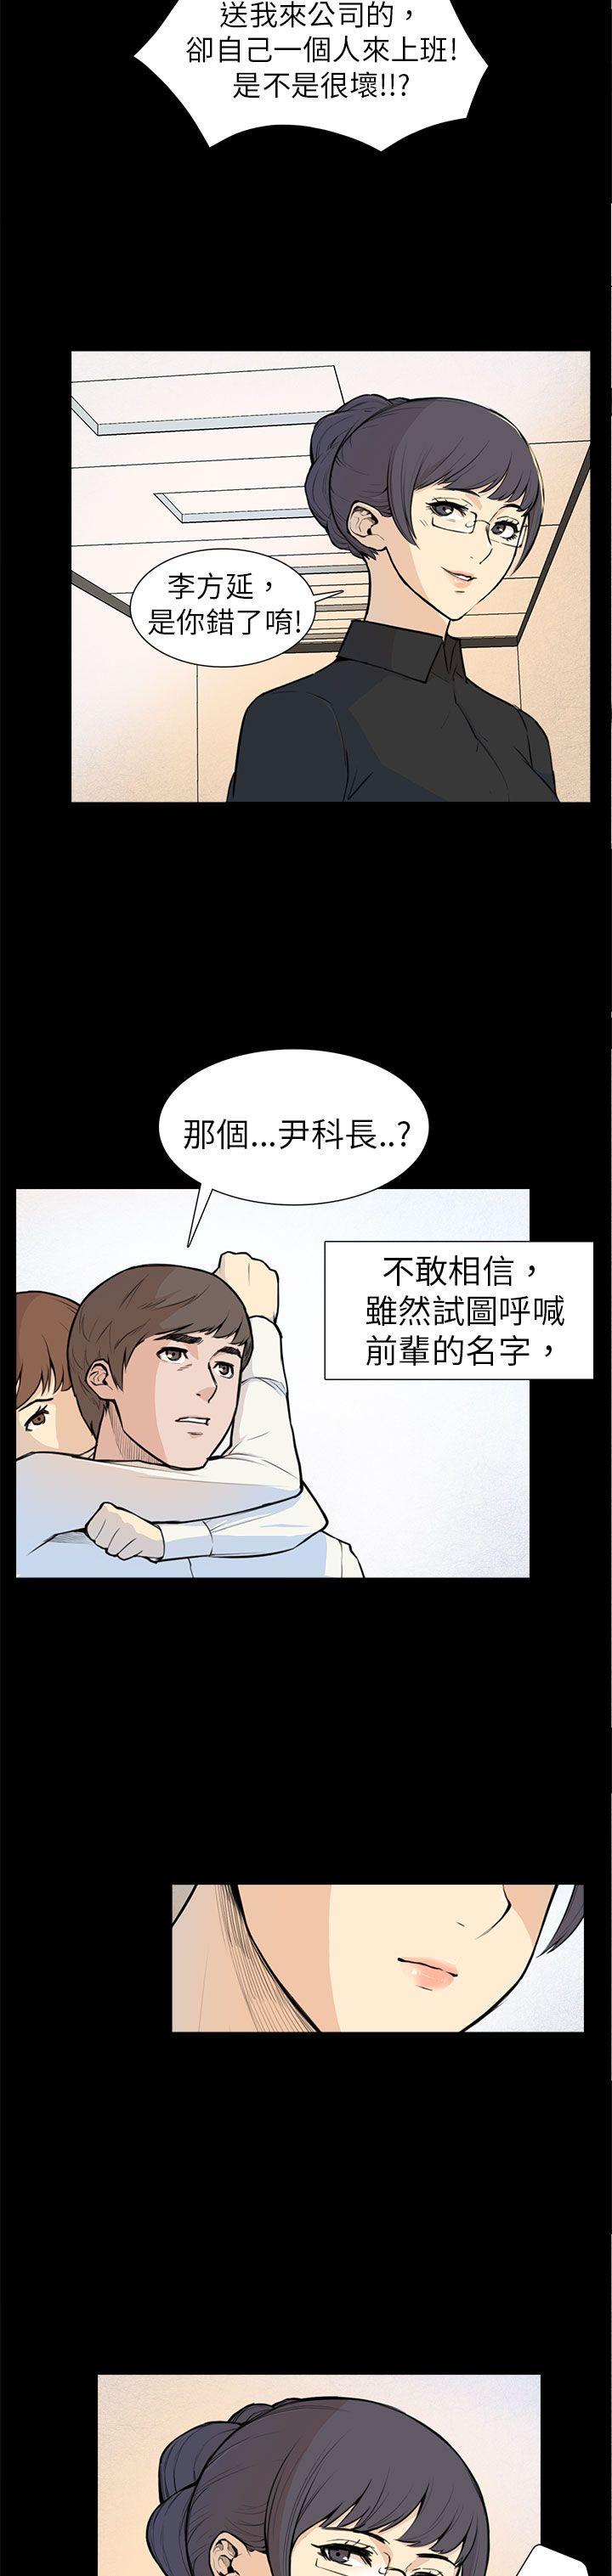 送我來公司的，
卻自己一個人來上班!
是不是很壞!!?
李方延，
是你錯了唷!
那個...尹科長..?
不敢相信，
雖然試圖呼喊
前輩的名字，